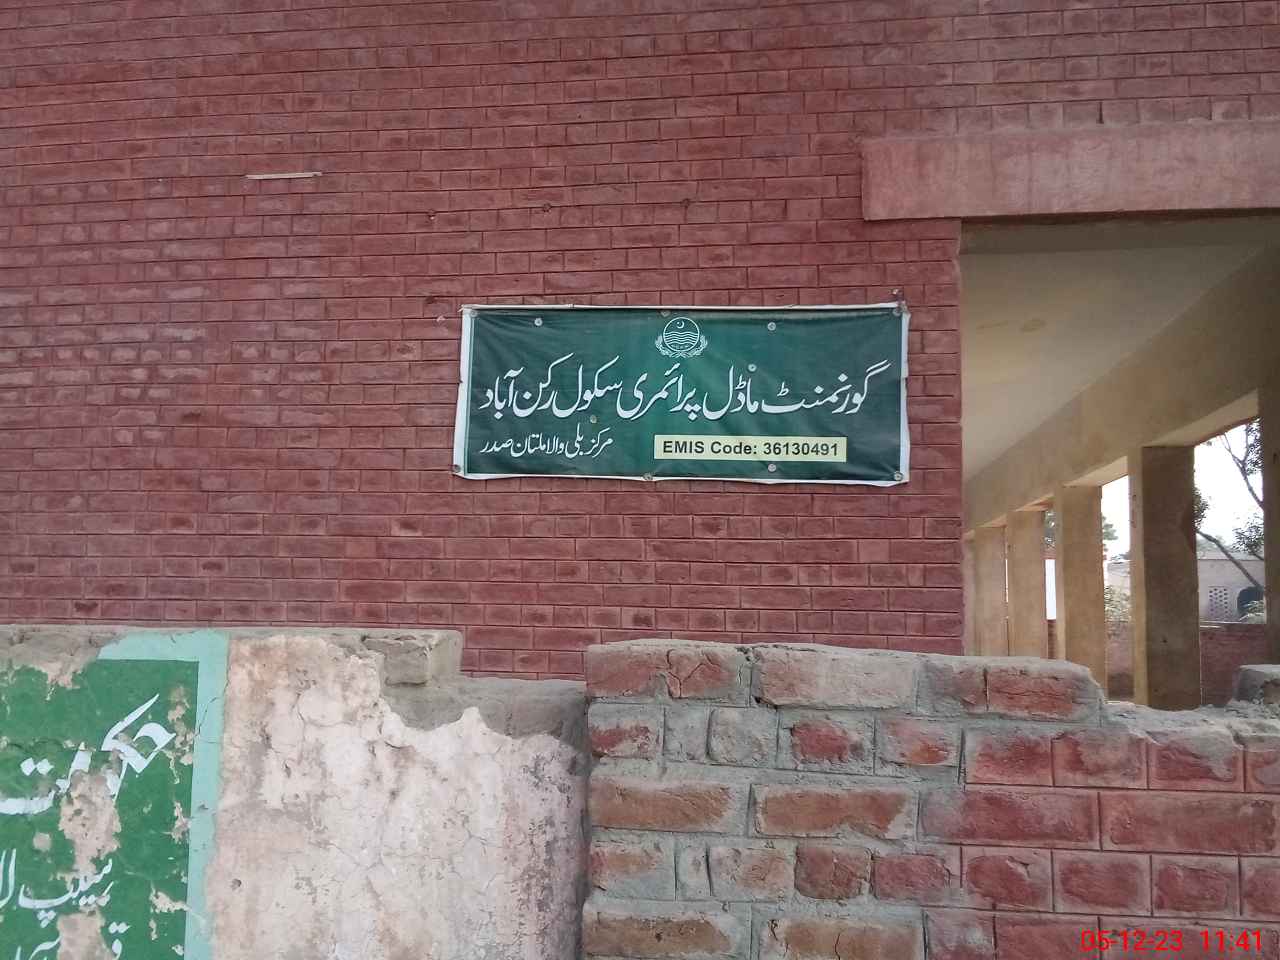 گورنمنٹ ماڈل پرائمری سکول رکن آباد
مرکز بلی والا ملتان صدر
EMIS Code: 36130491
حکومت
05-12-23 11:41